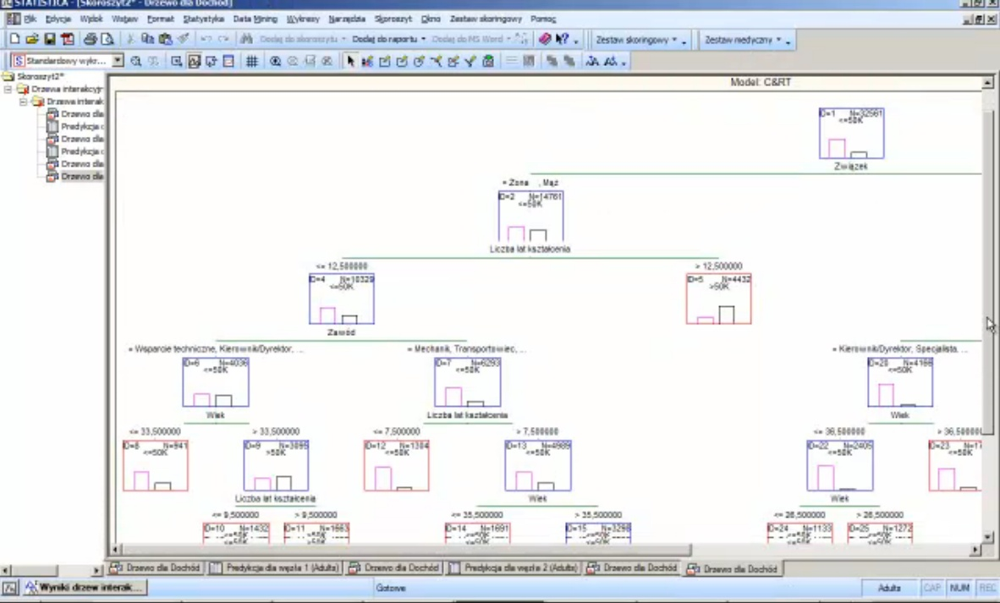 STATISTICA - [Skoroszyt2* - Drzewo dla Dochód]
Plik Edycja Widok Wstaw Format Statystyka Data Mining Wykresy Narzędzia Skoroszyt Okno Zestaw skoringowy Pomoc
Dodaj do skoroszytu Dodaj do raportu Dodaj do MS Word Zestaw skoringowy Zestaw medyczny
Standardowy wykr...
Skoroszyt2*
Drzewa interakcyjn
Drzewa interak
Drzewo dla
Predykcja
Drzewo dla
Predykcja
Drzewo dla
Drzewo dla
Model: C&RT
ID=1 N=32561
<=50K
Związek
= Żona , Mąż
ID=2 N=14761
<=50K
Liczba lat kształcenia
<= 12,500000 > 12,500000
ID=4 N=10329 ID=5 N=4432
<=50K >50K
Zawód
= Wsparcie techniczne, Kierownik/Dyrektor, ... = Mechanik, Transportowiec, ... = Kierownik/Dyrektor, Specjalista, ...
ID=6 N=4036 ID=7 N=6293 ID=20 N=4166
<=50K <=50K <=50K
Wiek Liczba lat kształcenia Wiek
<= 33,500000 > 33,500000 <= 7,500000 > 7,500000 <= 36,500000 > 36,500000
ID=8 N=941 ID=9 N=3095 ID=12 N=1304 ID=13 N=4989 ID=22 N=2405 ID=23
<=50K >50K <=50K <=50K <=50K <=50K
Liczba lat kształcenia Wiek Wiek
<= 9,500000 > 9,500000 <= 35,500000 > 35,500000 <= 28,500000 > 28,500000
ID=10 N=1432 ID=11 N=1663 ID=14 N=1691 ID=15 N=3298 ID=24 N=1133 ID=25 N=1272
Drzewo dla Dochód Predykcja dla węzła 1 (Adults) Drzewo dla Dochód Predykcja dla węzła 2 (Adults) Drzewo dla Dochód Drzewo dla Dochód
Wyniki drzew interak... Gotowe Adults CAP NUM REC